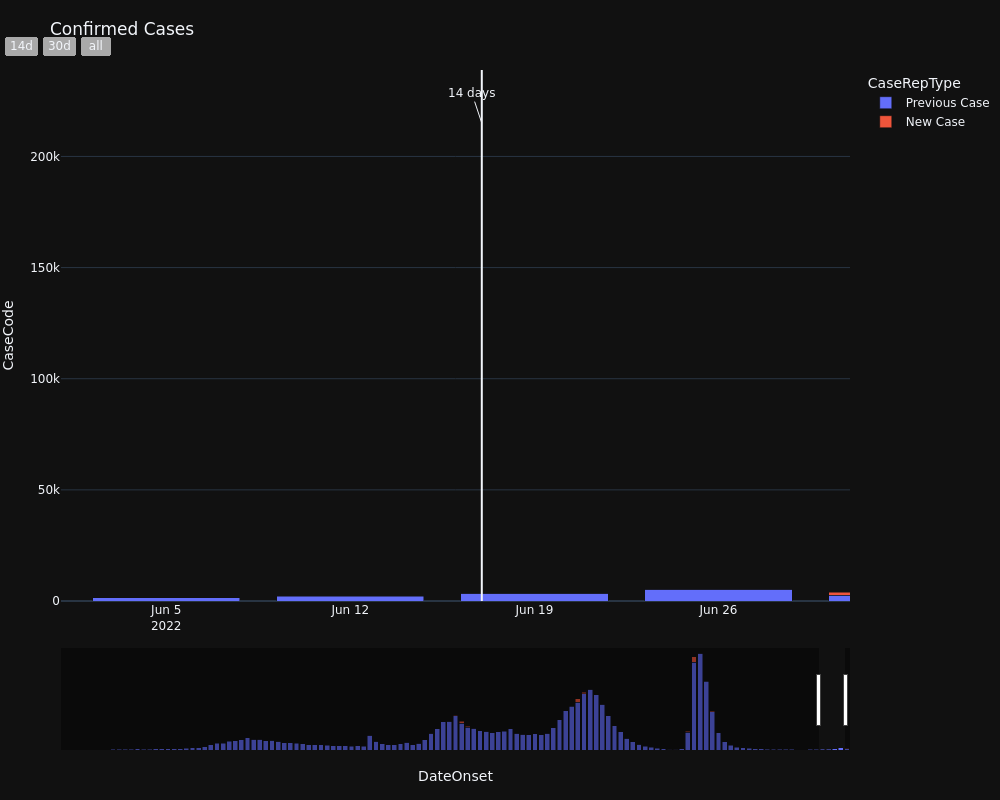 Confirmed Cases
14d 30d all
CaseRepType
Previous Case
New Case
14 days
200k
150k
100k
50k
0
CaseCode
Jun 5 Jun 12 Jun 19 Jun 26
2022
DateOnset